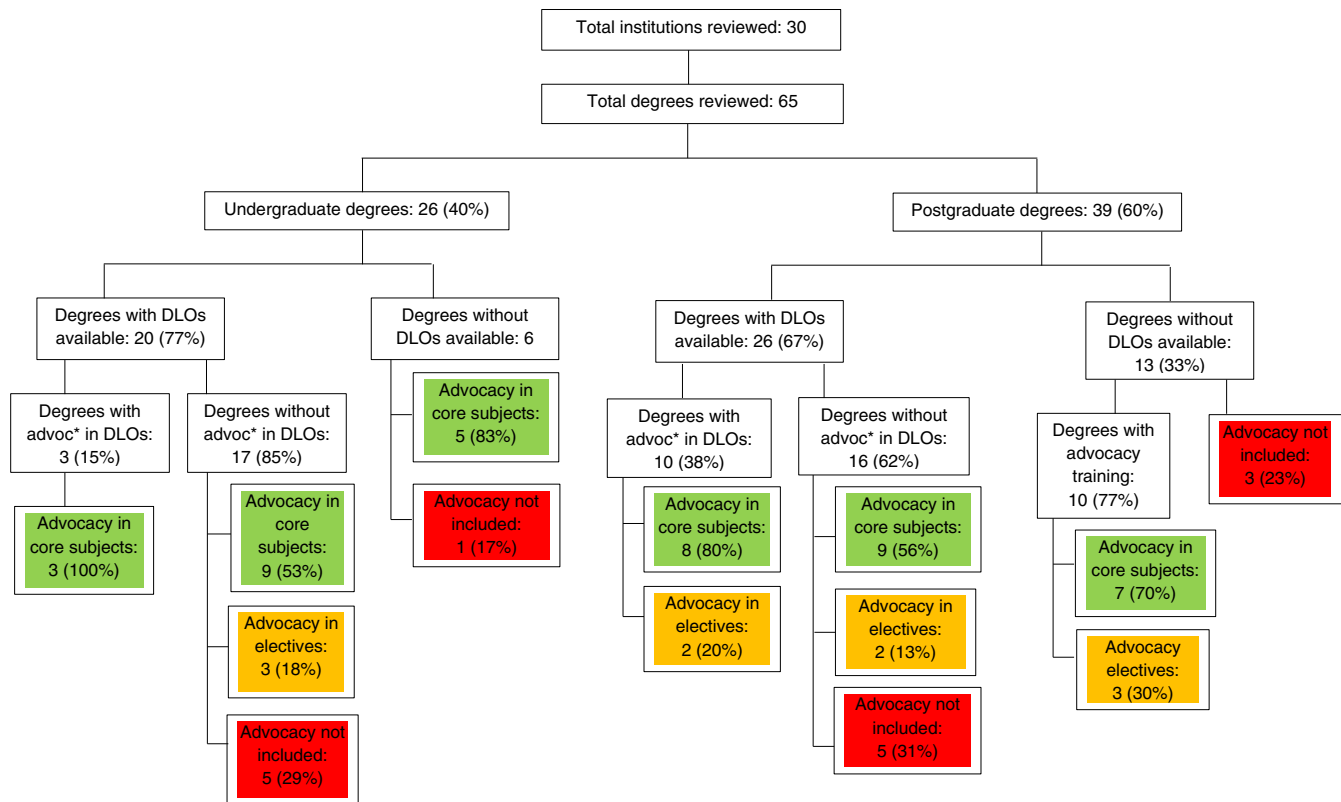 Total institutions reviewed: 30
Total degrees reviewed: 65
Undergraduate degrees: 26 (40%)
Postgraduate degrees: 39 (60%)
Degrees with DLOs
available: 20 (77%)
Degrees without
DLOs available: 6
Degrees with DLOs
available: 26 (67%)
Degrees without
DLOs available:
13 (33%)
Degrees with
advoc* in DLOs:
3 (15%)
Degrees without
advoc* in DLOs:
17 (85%)
Advocacy in
core subjects:
5 (83%)
Degrees with
advoc* in DLOs:
10 (38%)
Degrees without
advoc* in DLOs:
16 (62%)
Degrees with
advocacy
training:
10 (77%)
Advocacy not
included:
3 (23%)
Advocacy in
core subjects:
3 (100%)
Advocacy in
core
subjects:
9 (53%)
Advocacy not
included:
1 (17%)
Advocacy in
core subjects:
8 (80%)
Advocacy in
core subjects:
9 (56%)
Advocacy in
core subjects:
7 (70%)
Advocacy in
electives:
3 (18%)
Advocacy in
electives:
2 (20%)
Advocacy in
electives:
2 (13%)
Advocacy
electives:
3 (30%)
Advocacy not
included:
5 (29%)
Advocacy not
included:
5 (31%)